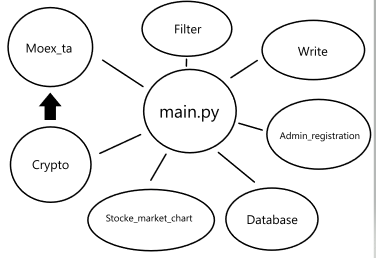 Filter
Moex_ta
Write
main.py
Admin_registration
Crypto
Stocke_market_chart
Database